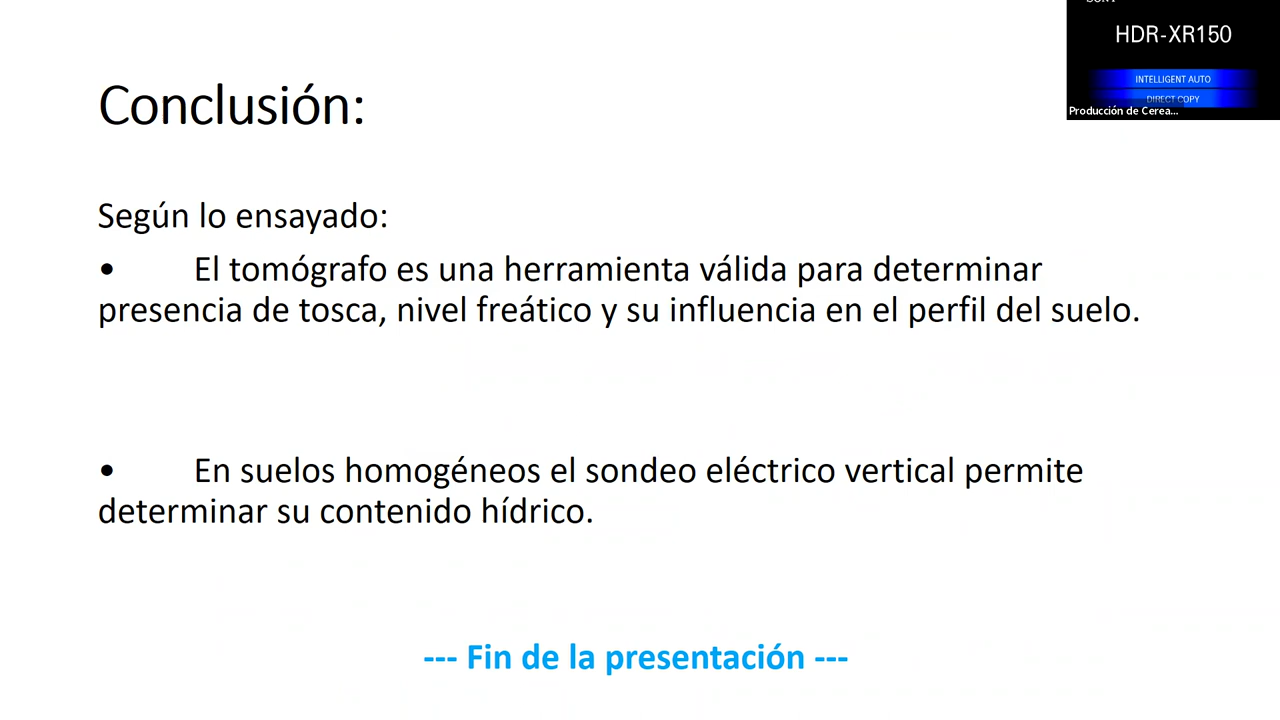 HDR-XR150
INTELLIGENT AUTO
DIRECT COPY
Producción de Cerea...
Conclusión:
Según lo ensayado:
• El tomógrafo es una herramienta válida para determinar
presencia de tosca, nivel freático y su influencia en el perfil del suelo.
• En suelos homogéneos el sondeo eléctrico vertical permite
determinar su contenido hídrico.
--- Fin de la presentación ---